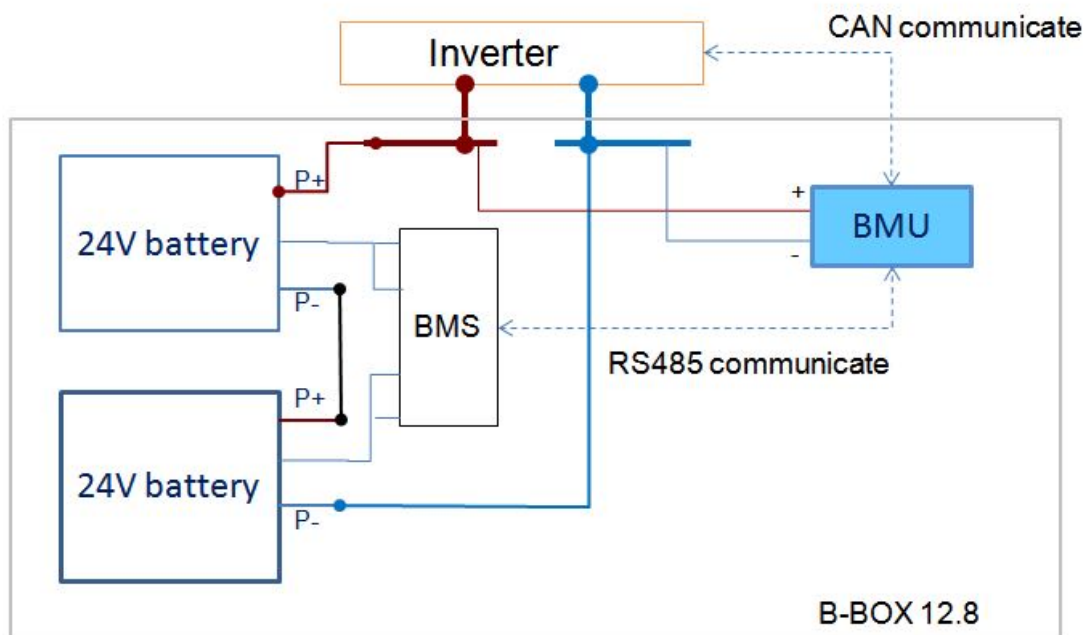 CAN communicate
Inverter
P+
+
24V battery
BMU
-
P-
BMS
RS485 communicate
P+
24V battery
P-
B-BOX 12.8